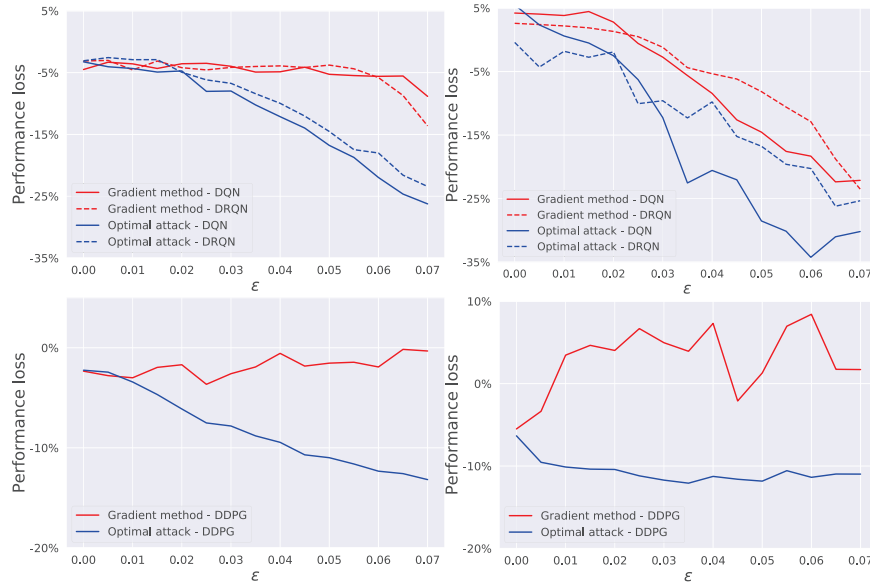 5%
-5%
-15%
-25%
-35%
Performance loss
Gradient method - DQN
Gradient method - DRQN
Optimal attack - DQN
Optimal attack - DRQN
0.00 0.01 0.02 0.03 0.04 0.05 0.06 0.07
ε
5%
-5%
-15%
-25%
-35%
Performance loss
Gradient method - DQN
Gradient method - DRQN
Optimal attack - DQN
Optimal attack - DRQN
0.00 0.01 0.02 0.03 0.04 0.05 0.06 0.07
ε
0%
-10%
-20%
Performance loss
Gradient method - DDPG
Optimal attack - DDPG
0.00 0.01 0.02 0.03 0.04 0.05 0.06 0.07
ε
10%
0%
-10%
-20%
Performance loss
Gradient method - DDPG
Optimal attack - DDPG
0.00 0.01 0.02 0.03 0.04 0.05 0.06 0.07
ε